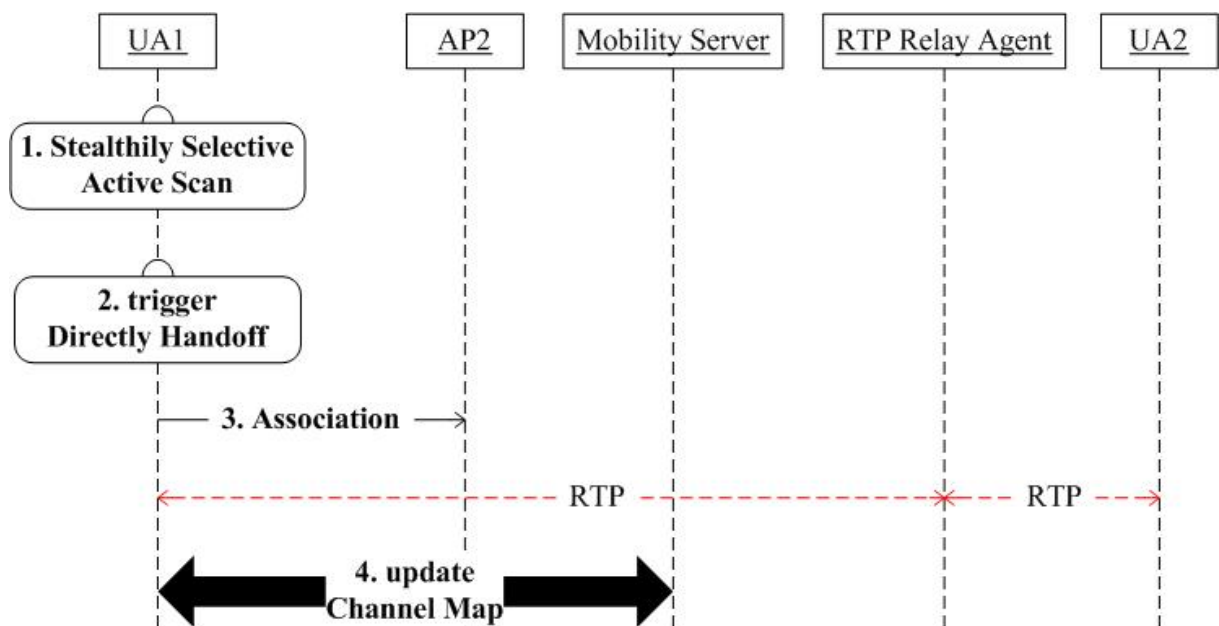 UA1
AP2
Mobility Server
RTP Relay Agent
UA2
1. Stealthily Selective
Active Scan
2. trigger
Directly Handoff
3. Association
RTP
RTP
4. update
Channel Map